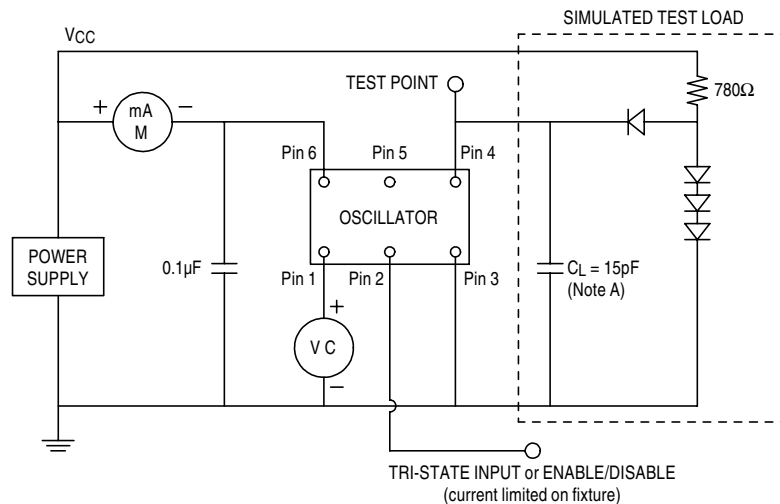 SIMULATED TEST LOAD
VCC
TEST POINT
780Ω
+ mA −
M
Pin 6 Pin 5 Pin 4
OSCILLATOR
POWER
SUPPLY
0.1µF
Pin 1 Pin 2 Pin 3
CL = 15pF
(Note A)
+
V C
−
TRI-STATE INPUT or ENABLE/DISABLE
(current limited on fixture)